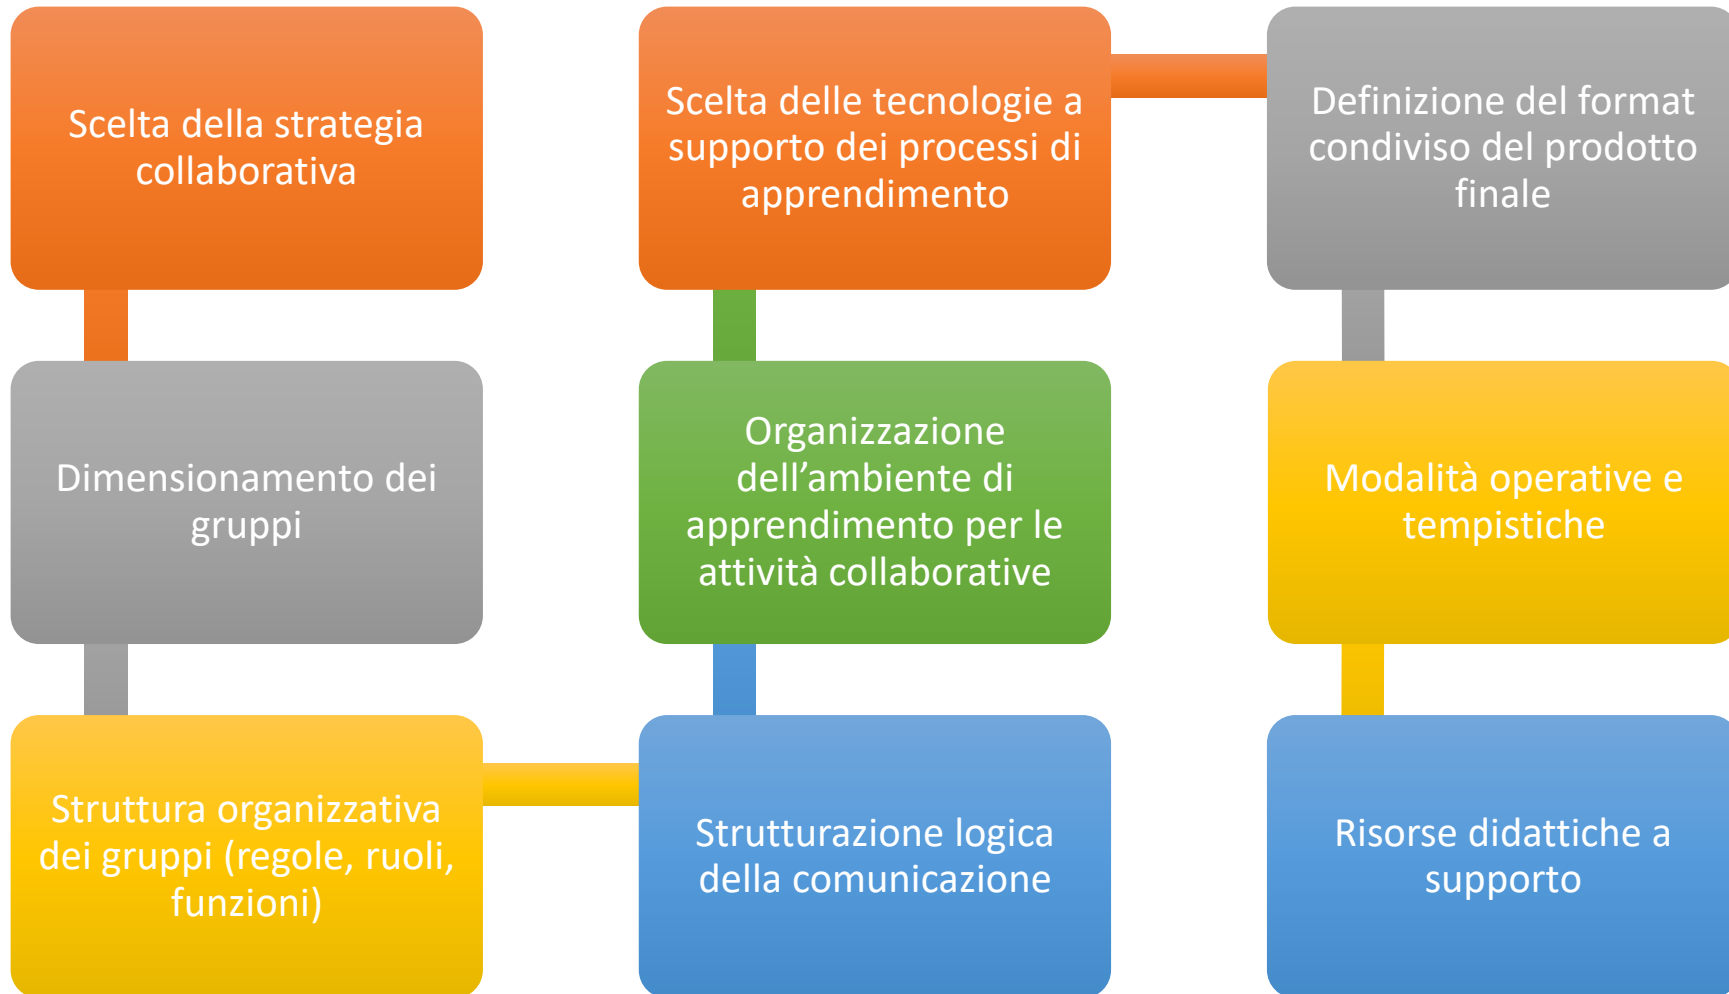 Scelta della strategia
collaborativa
Dimensionamento dei
gruppi
Struttura organizzativa
dei gruppi (regole, ruoli,
funzioni)
Strutturazione logica
della comunicazione
Organizzazione
dell’ambiente di
apprendimento per le
attività collaborative
Scelta delle tecnologie a
supporto dei processi di
apprendimento
Definizione del format
condiviso del prodotto
finale
Modalità operative e
tempistiche
Risorse didattiche a
supporto